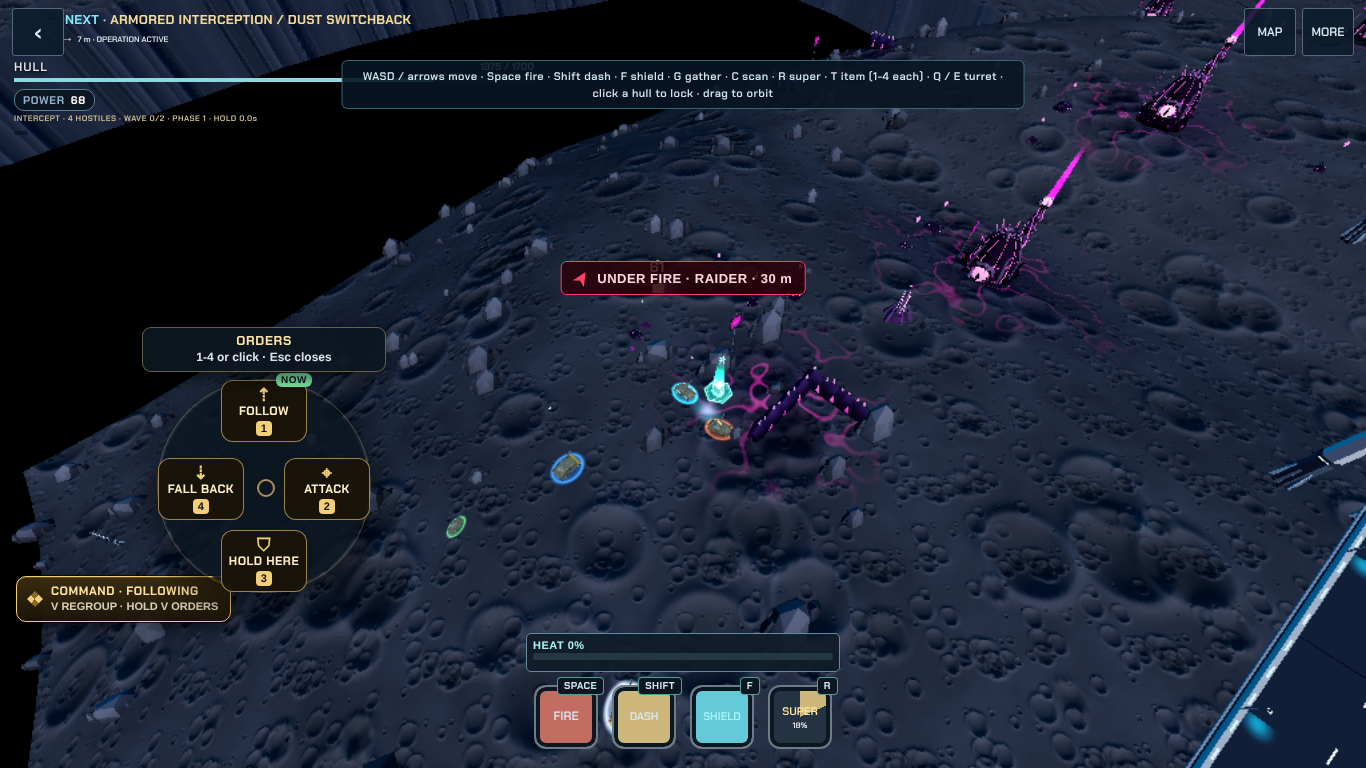 ‹
NEXT · ARMORED INTERCEPTION / DUST SWITCHBACK
→ 7 m · OPERATION ACTIVE
MAP
MORE
HULL
1375 / 1700
WASD / arrows move · Space fire · Shift dash · F shield · G gather · C scan · R super · T item (1-4 each) · Q / E turret ·
click a hull to lock · drag to orbit
POWER 68
INTERCEPT · 4 HOSTILES · WAVE 0/2 · PHASE 1 · HOLD 0.0s
UNDER FIRE · RAIDER · 30 m
ORDERS
1-4 or click · Esc closes
NOW
FOLLOW
1
FALL BACK
4
ATTACK
2
HOLD HERE
3
COMMAND · FOLLOWING
V REGROUP · HOLD V ORDERS
HEAT 0%
SPACE
FIRE
SHIFT
DASH
F
SHIELD
R
SUPER
10%